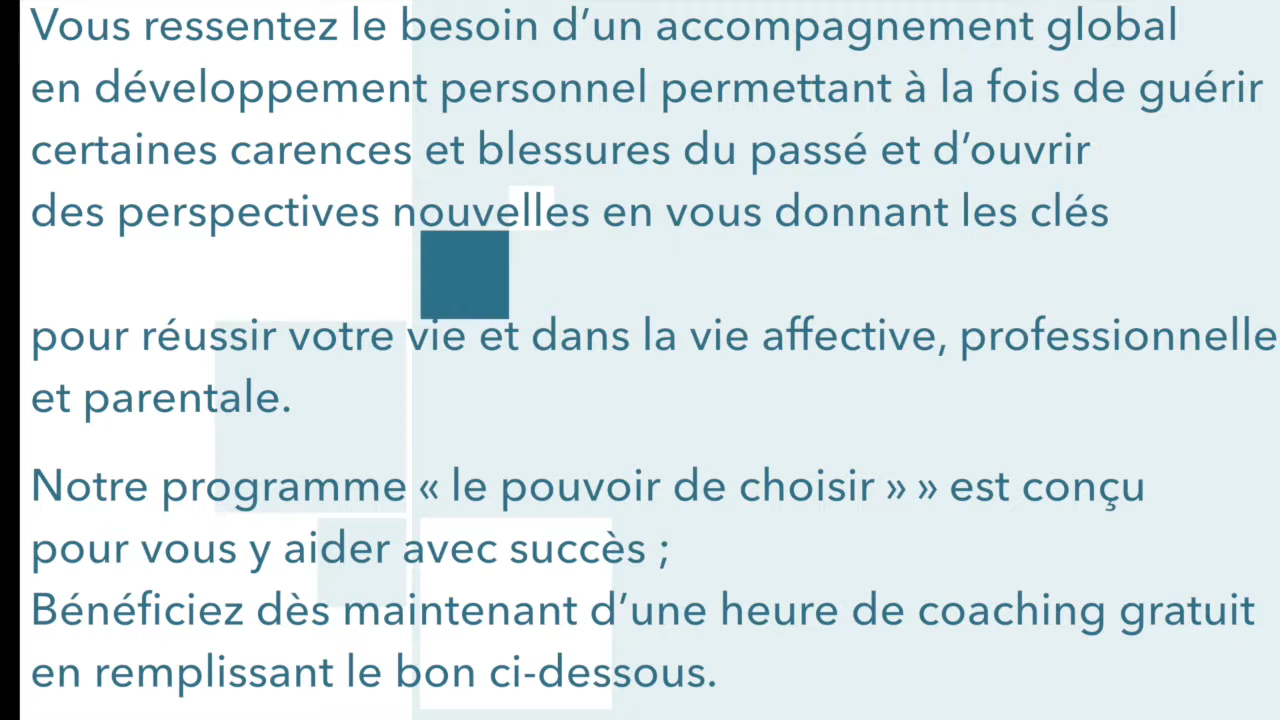 Vous ressentez le besoin d’un accompagnement global
en développement personnel permettant à la fois de guérir
certaines carences et blessures du passé et d’ouvrir
des perspectives nouvelles en vous donnant les clés
pour réussir votre vie et dans la vie affective, professionnelle
et parentale.
Notre programme « le pouvoir de choisir » » est conçu
pour vous y aider avec succès ;
Bénéficiez dès maintenant d’une heure de coaching gratuit
en remplissant le bon ci-dessous.